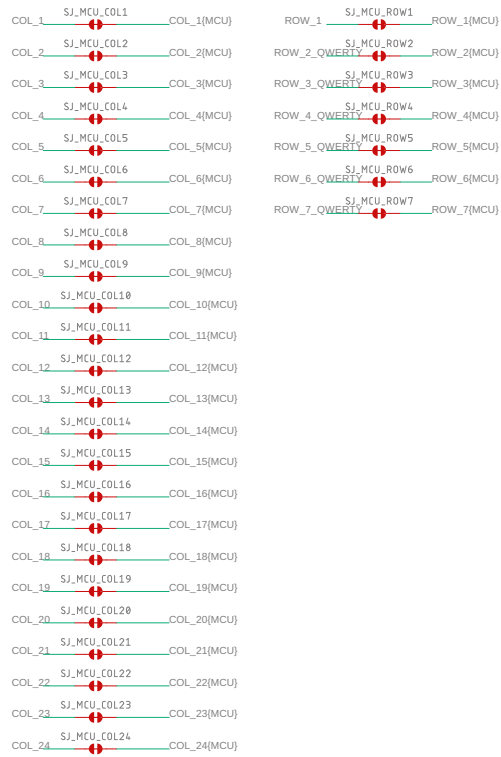 SJ_MCU_COL1 SJ_MCU_ROW1
COL_1 COL_1{MCU} ROW_1 ROW_1{MCU}
SJ_MCU_COL2 SJ_MCU_ROW2
COL_2 COL_2{MCU} ROW_2_QWERTY ROW_2{MCU}
SJ_MCU_COL3 SJ_MCU_ROW3
COL_3 COL_3{MCU} ROW_3_QWERTY ROW_3{MCU}
SJ_MCU_COL4 SJ_MCU_ROW4
COL_4 COL_4{MCU} ROW_4_QWERTY ROW_4{MCU}
SJ_MCU_COL5 SJ_MCU_ROW5
COL_5 COL_5{MCU} ROW_5_QWERTY ROW_5{MCU}
SJ_MCU_COL6 SJ_MCU_ROW6
COL_6 COL_6{MCU} ROW_6_QWERTY ROW_6{MCU}
SJ_MCU_COL7 SJ_MCU_ROW7
COL_7 COL_7{MCU} ROW_7_QWERTY ROW_7{MCU}
SJ_MCU_COL8
COL_8 COL_8{MCU}
SJ_MCU_COL9
COL_9 COL_9{MCU}
SJ_MCU_COL10
COL_10 COL_10{MCU}
SJ_MCU_COL11
COL_11 COL_11{MCU}
SJ_MCU_COL12
COL_12 COL_12{MCU}
SJ_MCU_COL13
COL_13 COL_13{MCU}
SJ_MCU_COL14
COL_14 COL_14{MCU}
SJ_MCU_COL15
COL_15 COL_15{MCU}
SJ_MCU_COL16
COL_16 COL_16{MCU}
SJ_MCU_COL17
COL_17 COL_17{MCU}
SJ_MCU_COL18
COL_18 COL_18{MCU}
SJ_MCU_COL19
COL_19 COL_19{MCU}
SJ_MCU_COL20
COL_20 COL_20{MCU}
SJ_MCU_COL21
COL_21 COL_21{MCU}
SJ_MCU_COL22
COL_22 COL_22{MCU}
SJ_MCU_COL23
COL_23 COL_23{MCU}
SJ_MCU_COL24
COL_24 COL_24{MCU}